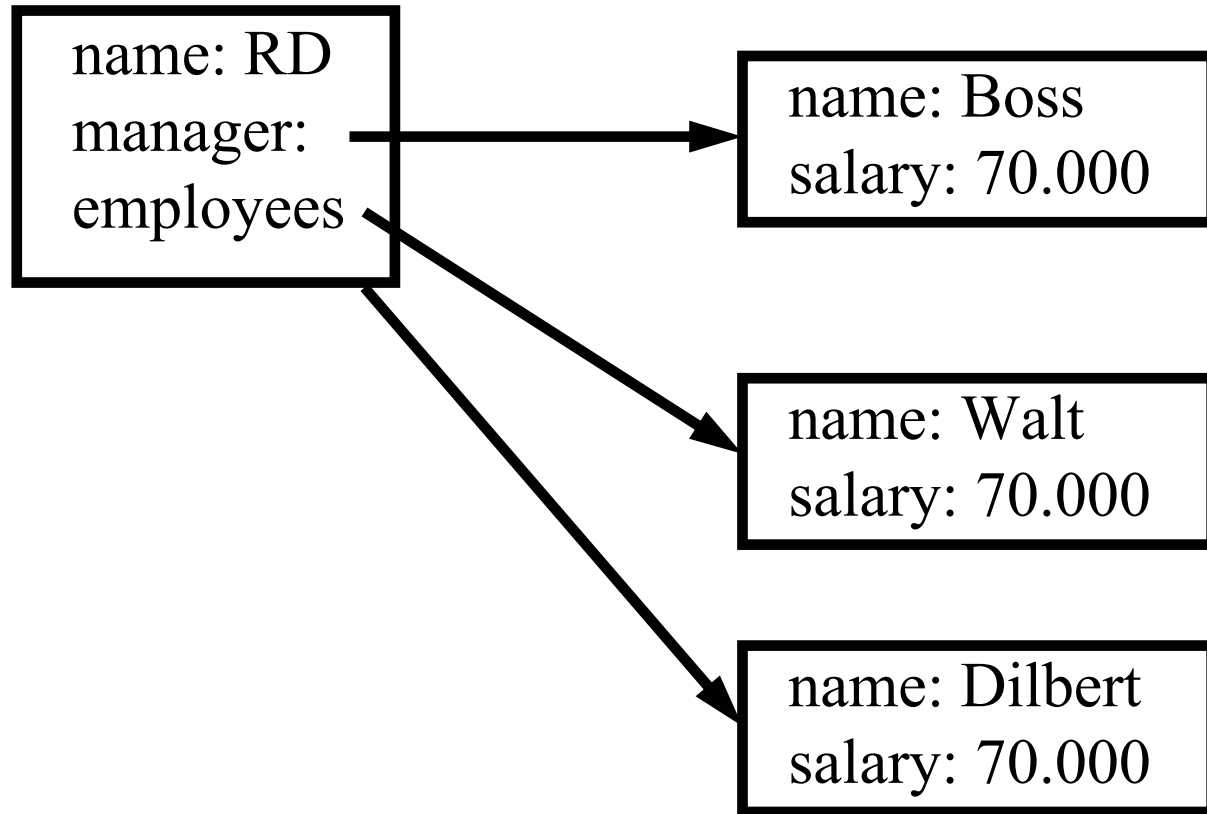 name: RD
manager:
employees
name: Boss
salary: 70.000
name: Walt
salary: 70.000
name: Dilbert
salary: 70.000